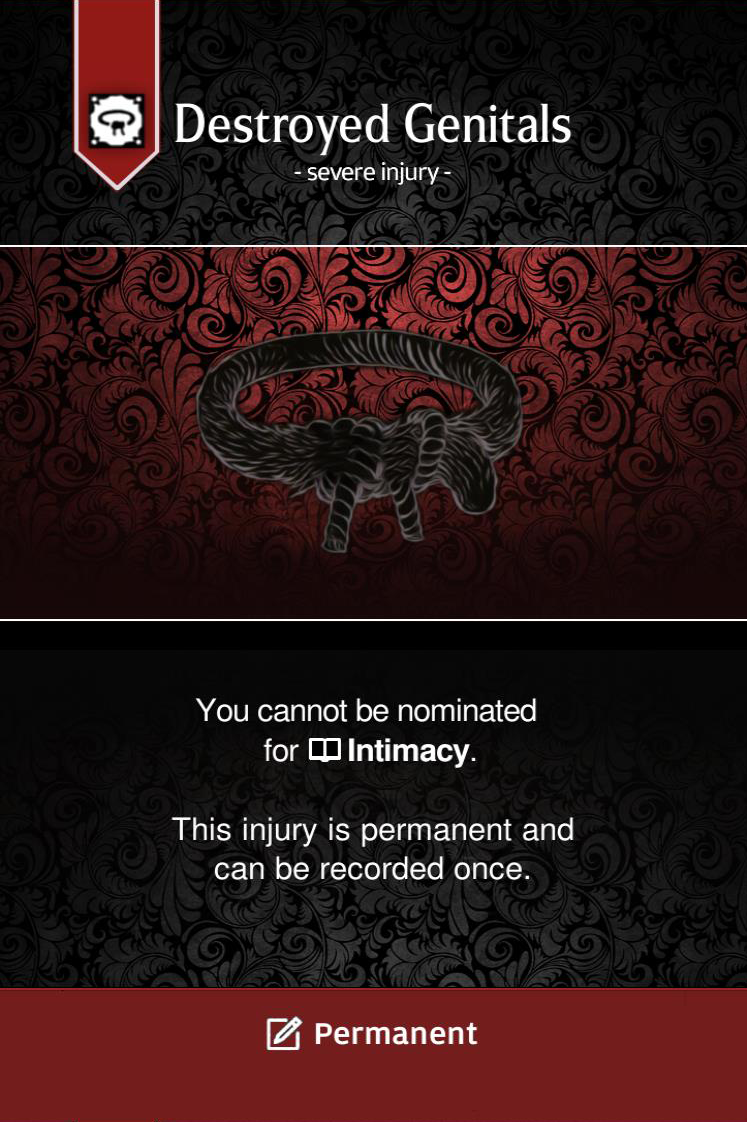 Destroyed Genitals
- severe injury -
You cannot be nominated
for Intimacy.
This injury is permanent and
can be recorded once.
Permanent